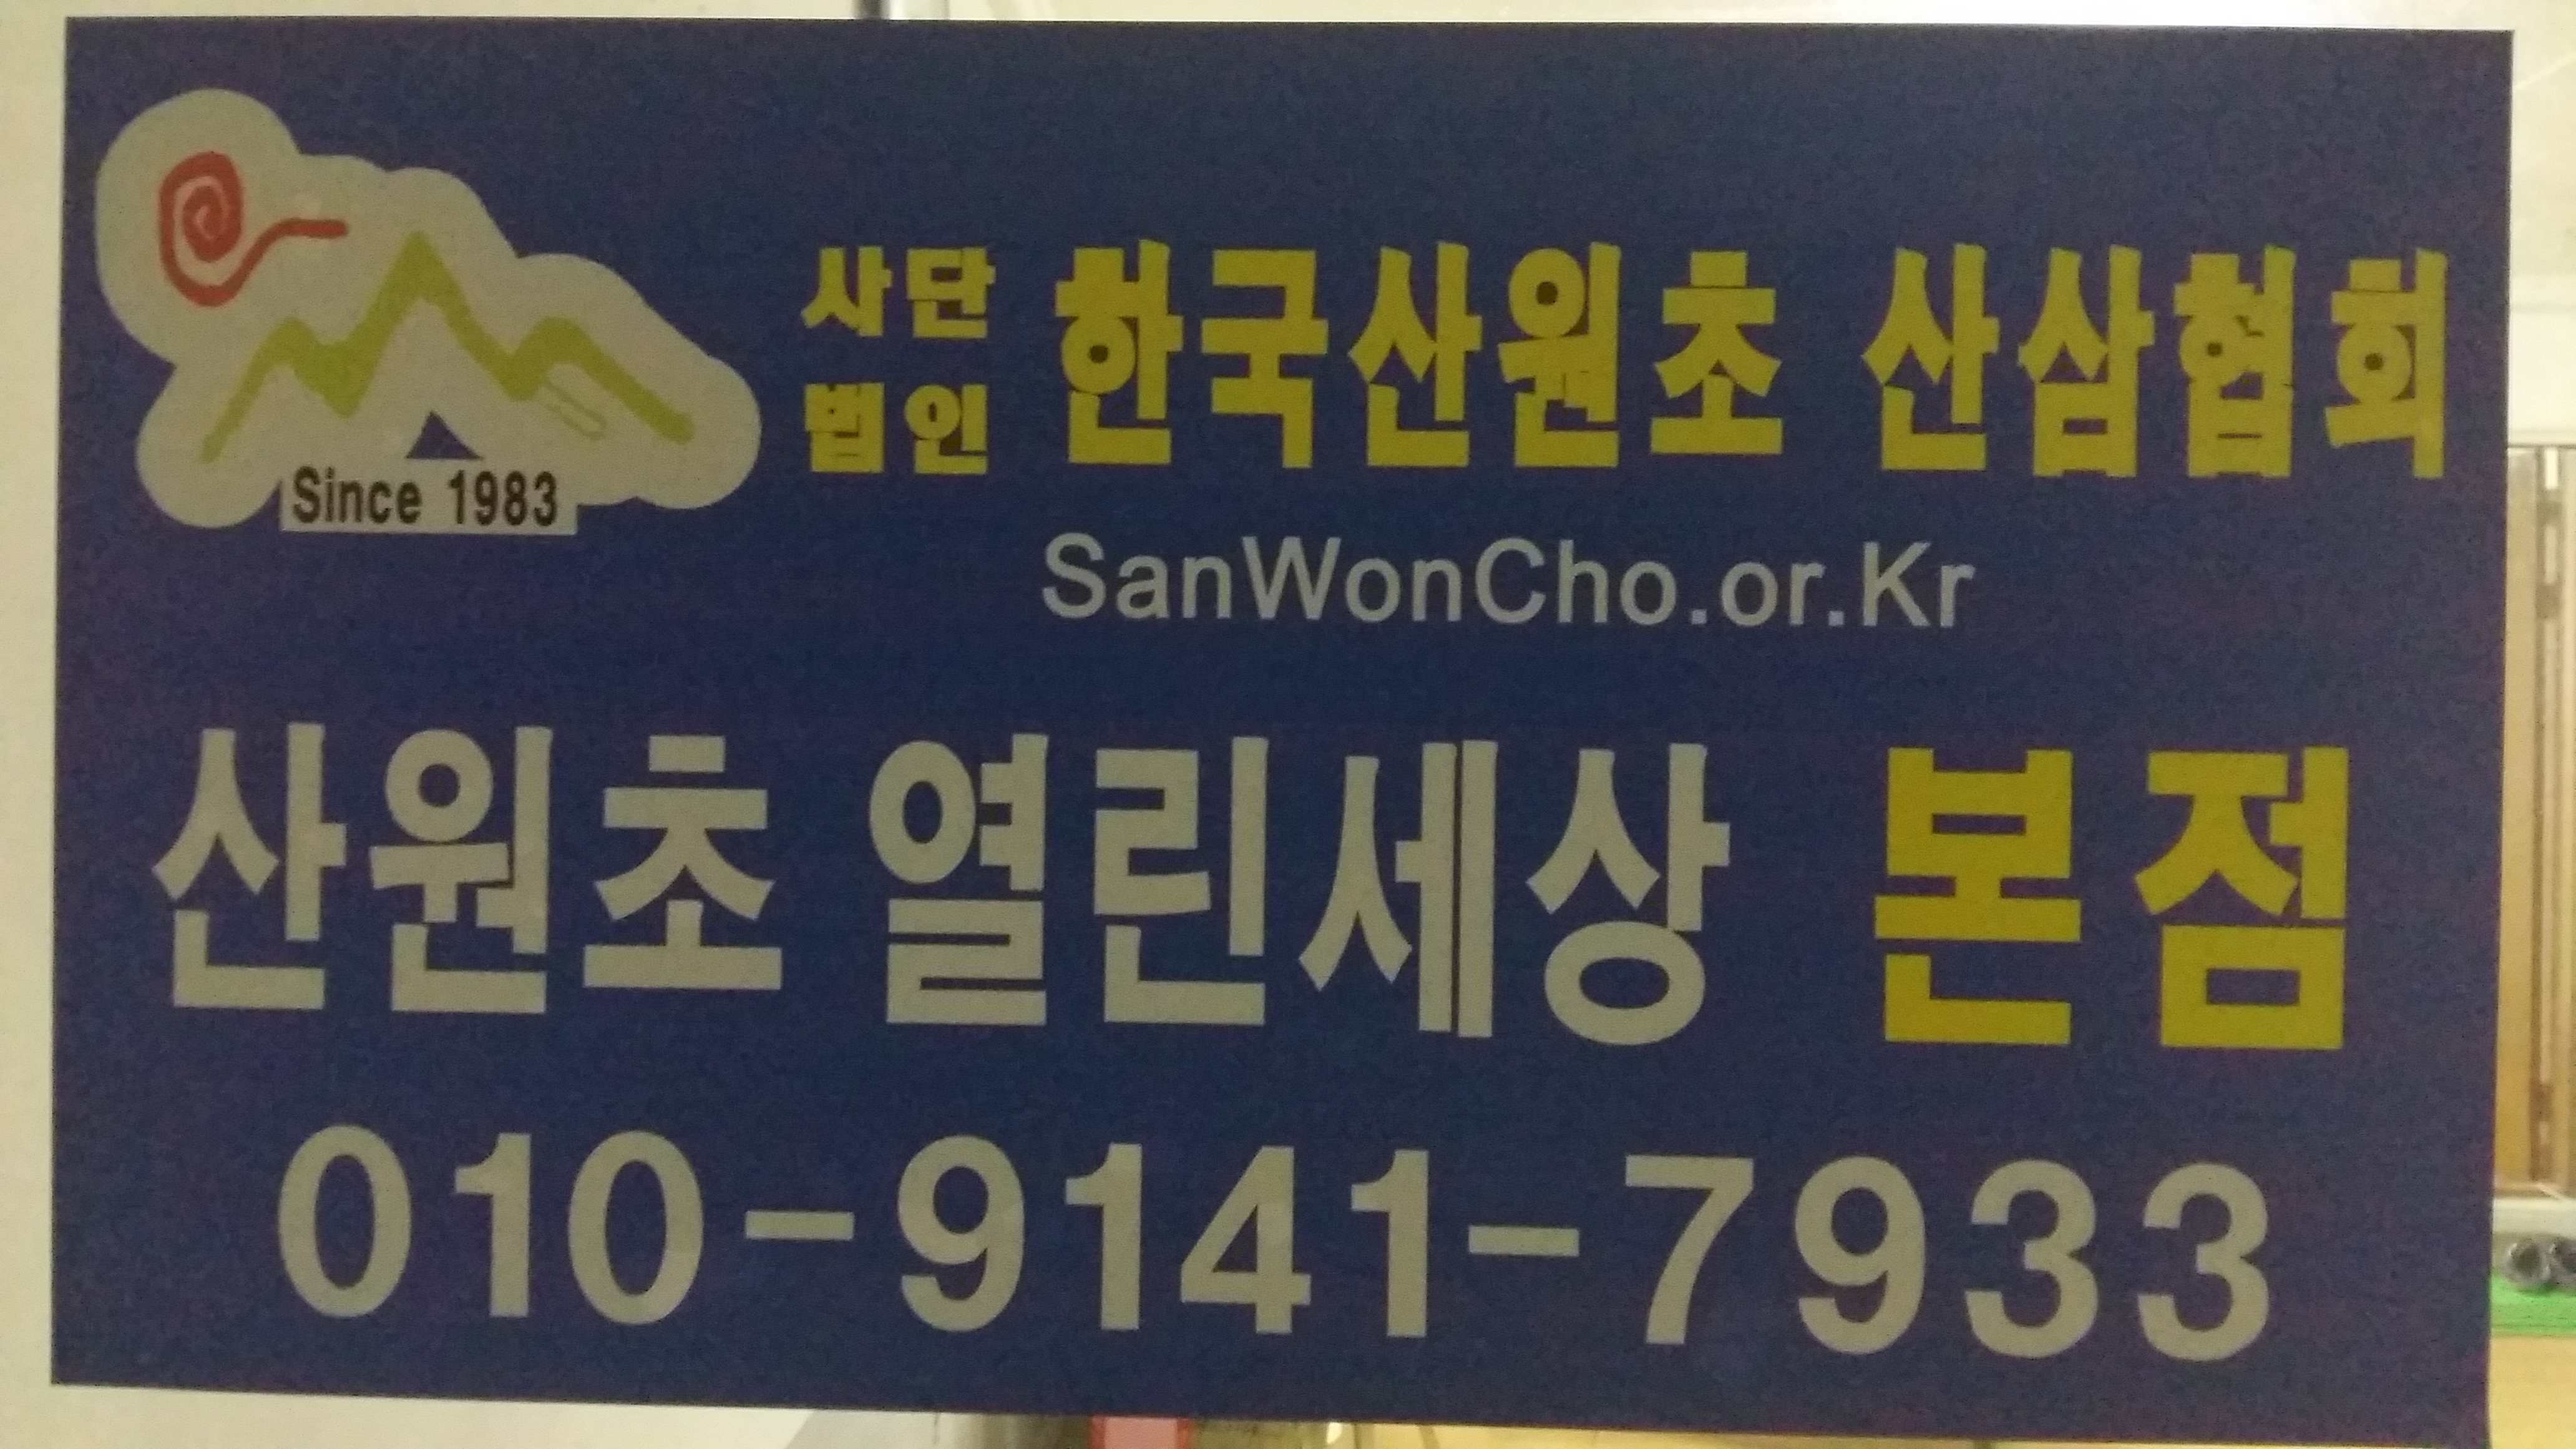 Since 1983
사단법인 한국산원초 산삼협회
SanWonCho.or.Kr
산원초 열린세상 본점
010-9141-7933